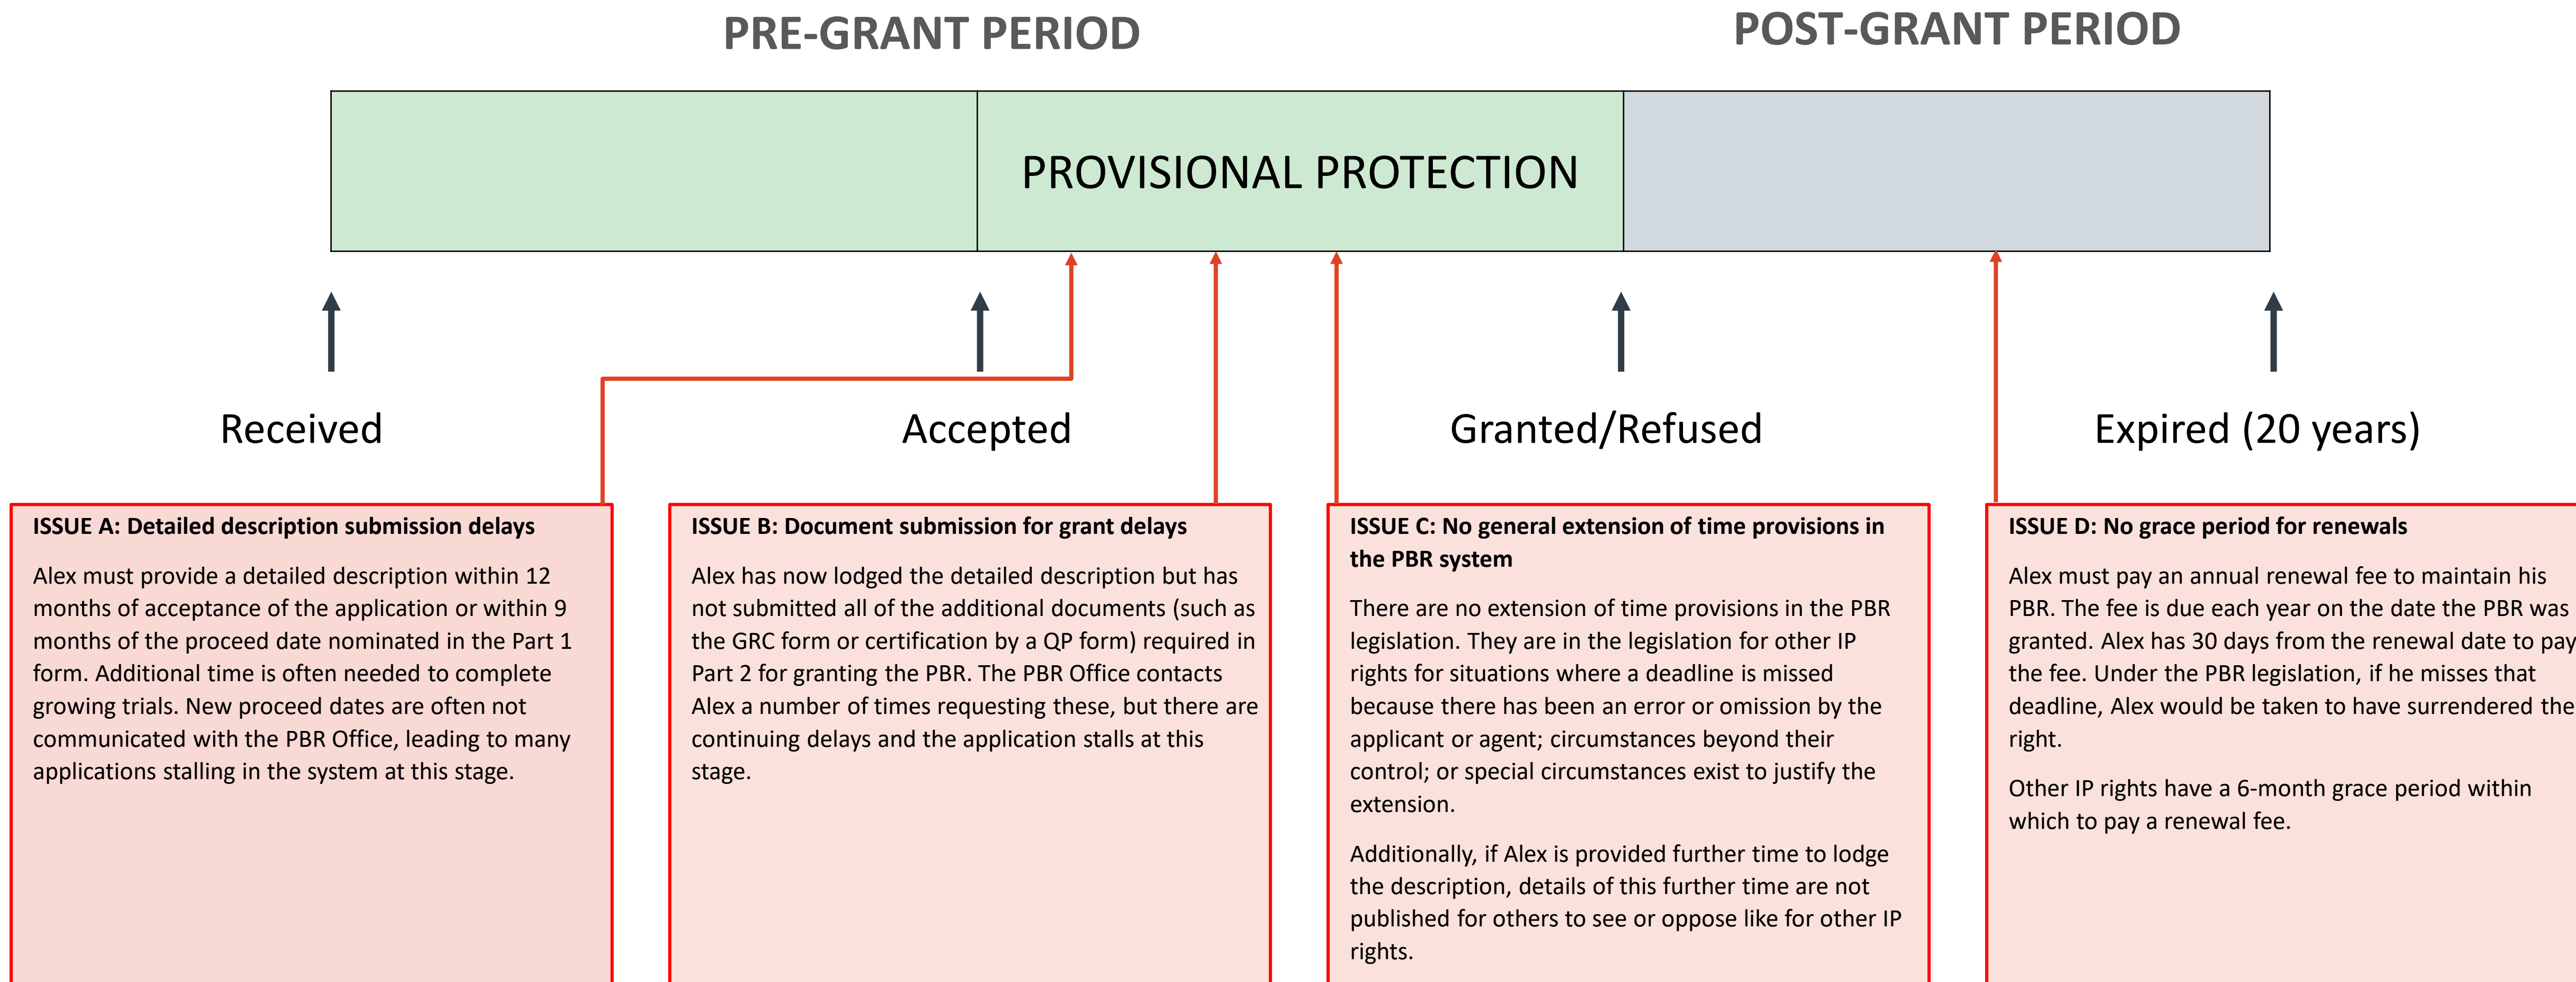 PRE-GRANT PERIOD
POST-GRANT PERIOD
PROVISIONAL PROTECTION
Received
Accepted
Granted/Refused
Expired (20 years)
ISSUE A: Detailed description submission delays
Alex must provide a detailed description within 12
months of acceptance of the application or within 9
months of the proceed date nominated in the Part 1
form. Additional time is often needed to complete
growing trials. New proceed dates are often not
communicated with the PBR Office, leading to many
applications stalling in the system at this stage.
ISSUE B: Document submission for grant delays
Alex has now lodged the detailed description but has
not submitted all of the additional documents (such as
the GRC form or certification by a QP form) required in
Part 2 for granting the PBR. The PBR Office contacts
Alex a number of times requesting these, but there are
continuing delays and the application stalls at this
stage.
ISSUE C: No general extension of time provisions in
the PBR system
There are no extension of time provisions in the PBR
legislation. They are in the legislation for other IP
rights for situations where a deadline is missed
because there has been an error or omission by the
applicant or agent; circumstances beyond their
control; or special circumstances exist to justify the
extension.
Additionally, if Alex is provided further time to lodge
the description, details of this further time are not
published for others to see or oppose like for other IP
rights.
ISSUE D: No grace period for renewals
Alex must pay an annual renewal fee to maintain his
PBR. The fee is due each year on the date the PBR was
granted. Alex has 30 days from the renewal date to pay
the fee. Under the PBR legislation, if he misses that
deadline, Alex would be taken to have surrendered the
right.
Other IP rights have a 6-month grace period within
which to pay a renewal fee.